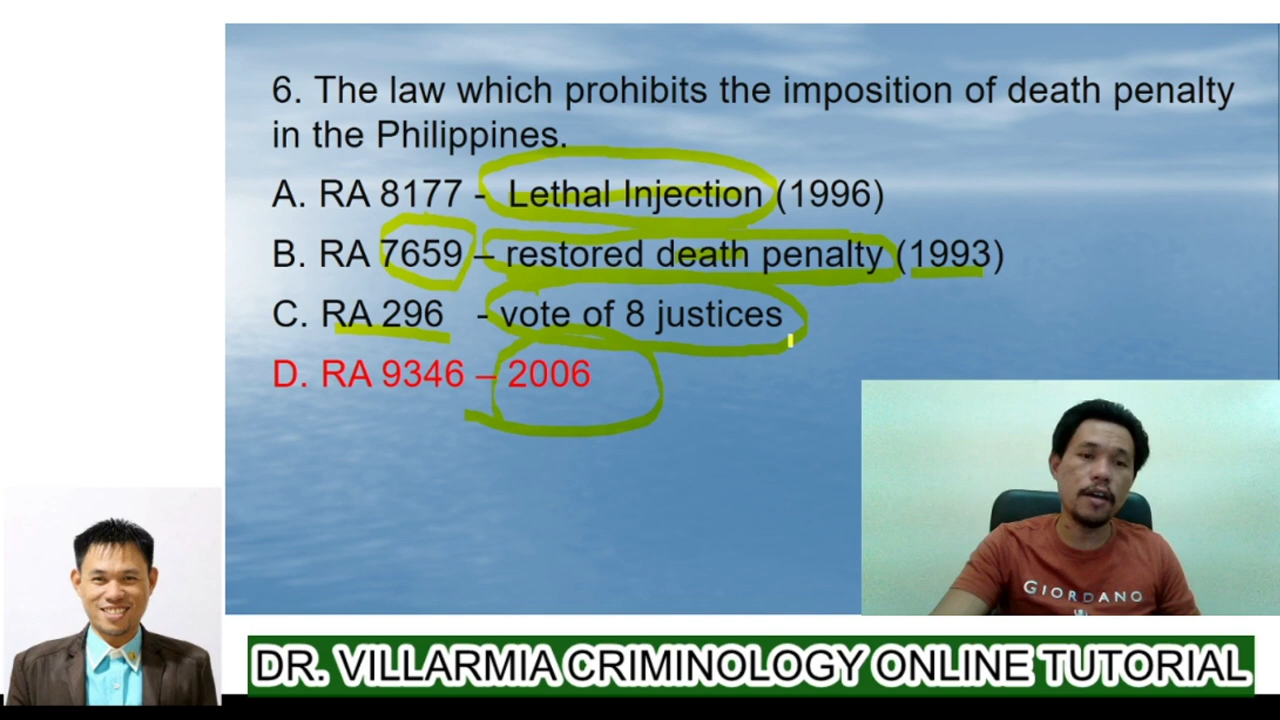 6. The law which prohibits the imposition of death penalty
in the Philippines.
A. RA 8177 - Lethal Injection (1996)
B. RA 7659 – restored death penalty (1993)
C. RA 296 - vote of 8 justices
D. RA 9346 – 2006
GIORDANO
DR. VILLARMIA CRIMINOLOGY ONLINE TUTORIAL